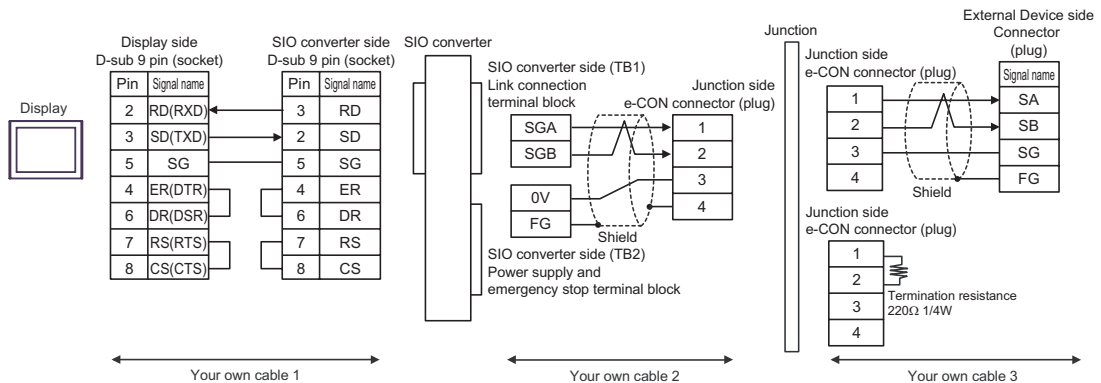 Display
Display side
D-sub 9 pin (socket)
Pin Signal name
2 RD(RXD)
3 SD(TXD)
5 SG
4 ER(DTR)
6 DR(DSR)
7 RS(RTS)
8 CS(CTS)
SIO converter side
D-sub 9 pin (socket)
Pin Signal name
3 RD
2 SD
5 SG
4 ER
6 DR
7 RS
8 CS
SIO converter
SIO converter side (TB1)
Link connection
terminal block
SGA
SGB
0V
FG
Shield
SIO converter side (TB2)
Power supply and
emergency stop terminal block
Junction side
e-CON connector (plug)
1
2
3
4
Junction
Junction side
e-CON connector (plug)
1
2
3
4
Shield
External Device side
Connector
(plug)
Signal name
SA
SB
SG
FG
Junction side
e-CON connector (plug)
1
2
3
4
Termination resistance
220Ω 1/4W
Your own cable 1
Your own cable 2
Your own cable 3